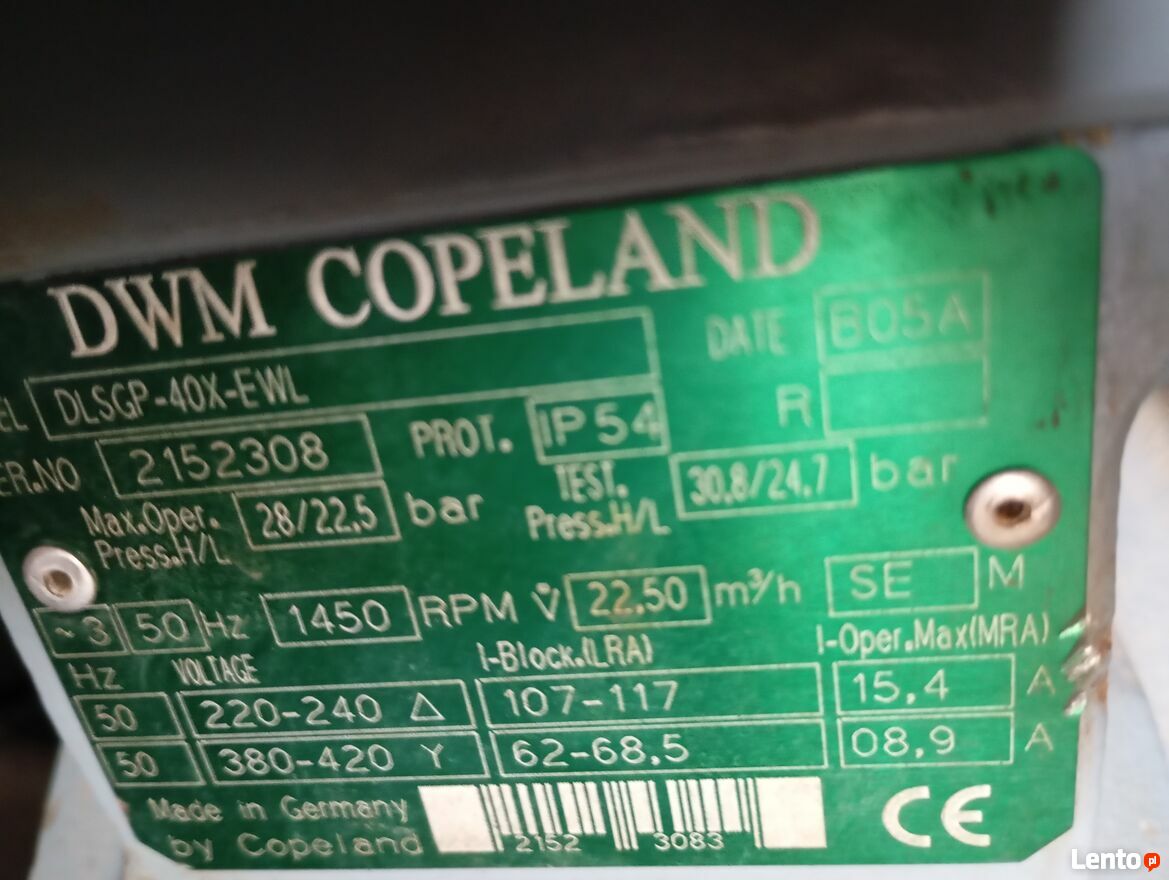 DWM COPELAND
EL DLSGP-40X-EWL DATE B05A
ER.NO 2152308 PROT. IP 54 R
Max.Oper. Press.H/L 28/22,5 bar TEST. Press.H/L 30,8/24,7 bar
~3 50 Hz 1450 RPM V̇ 22,50 m³/h SE M
Hz VOLTAGE I-Block.(LRA) I-Oper.Max(MRA)
50 220-240 Δ 107-117 15,4 A
50 380-420 Y 62-68,5 08,9 A
Made in Germany
by Copeland 2152 3083 CE
Lento.pl